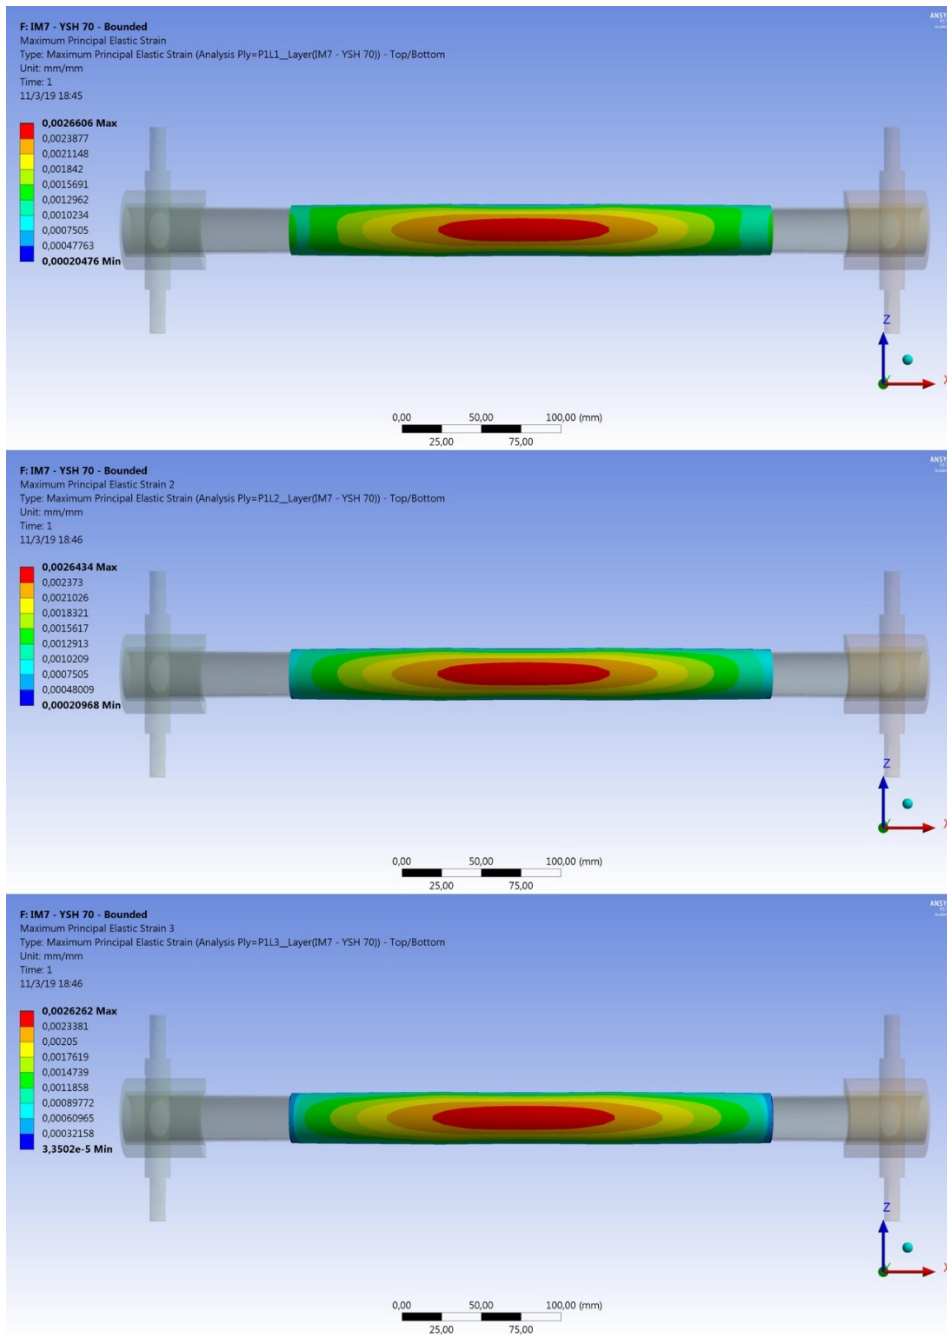 F: IM7 - YSH 70 - Bounded
Maximum Principal Elastic Strain
Type: Maximum Principal Elastic Strain (Analysis Ply=P1L1__Layer(IM7 - YSH 70)) - Top/Bottom
Unit: mm/mm
Time: 1
11/3/19 18:45
0,0026606 Max
0,0023877
0,0021148
0,001842
0,0015691
0,0012962
0,0010234
0,0007505
0,00047763
0,00020476 Min
ANSY
Z
X
0,00 50,00 100,00 (mm)
25,00 75,00
F: IM7 - YSH 70 - Bounded
Maximum Principal Elastic Strain 2
Type: Maximum Principal Elastic Strain (Analysis Ply=P1L2__Layer(IM7 - YSH 70)) - Top/Bottom
Unit: mm/mm
Time: 1
11/3/19 18:46
0,0026434 Max
0,002373
0,0021026
0,0018321
0,0015617
0,0012913
0,0010209
0,0007505
0,00048009
0,00020968 Min
ANSY
Z
X
0,00 50,00 100,00 (mm)
25,00 75,00
F: IM7 - YSH 70 - Bounded
Maximum Principal Elastic Strain 3
Type: Maximum Principal Elastic Strain (Analysis Ply=P1L3__Layer(IM7 - YSH 70)) - Top/Bottom
Unit: mm/mm
Time: 1
11/3/19 18:46
0,0026262 Max
0,0023381
0,00205
0,0017619
0,0014739
0,0011858
0,00089772
0,00060965
0,00032158
3,3502e-5 Min
ANSY
Z
X
0,00 50,00 100,00 (mm)
25,00 75,00